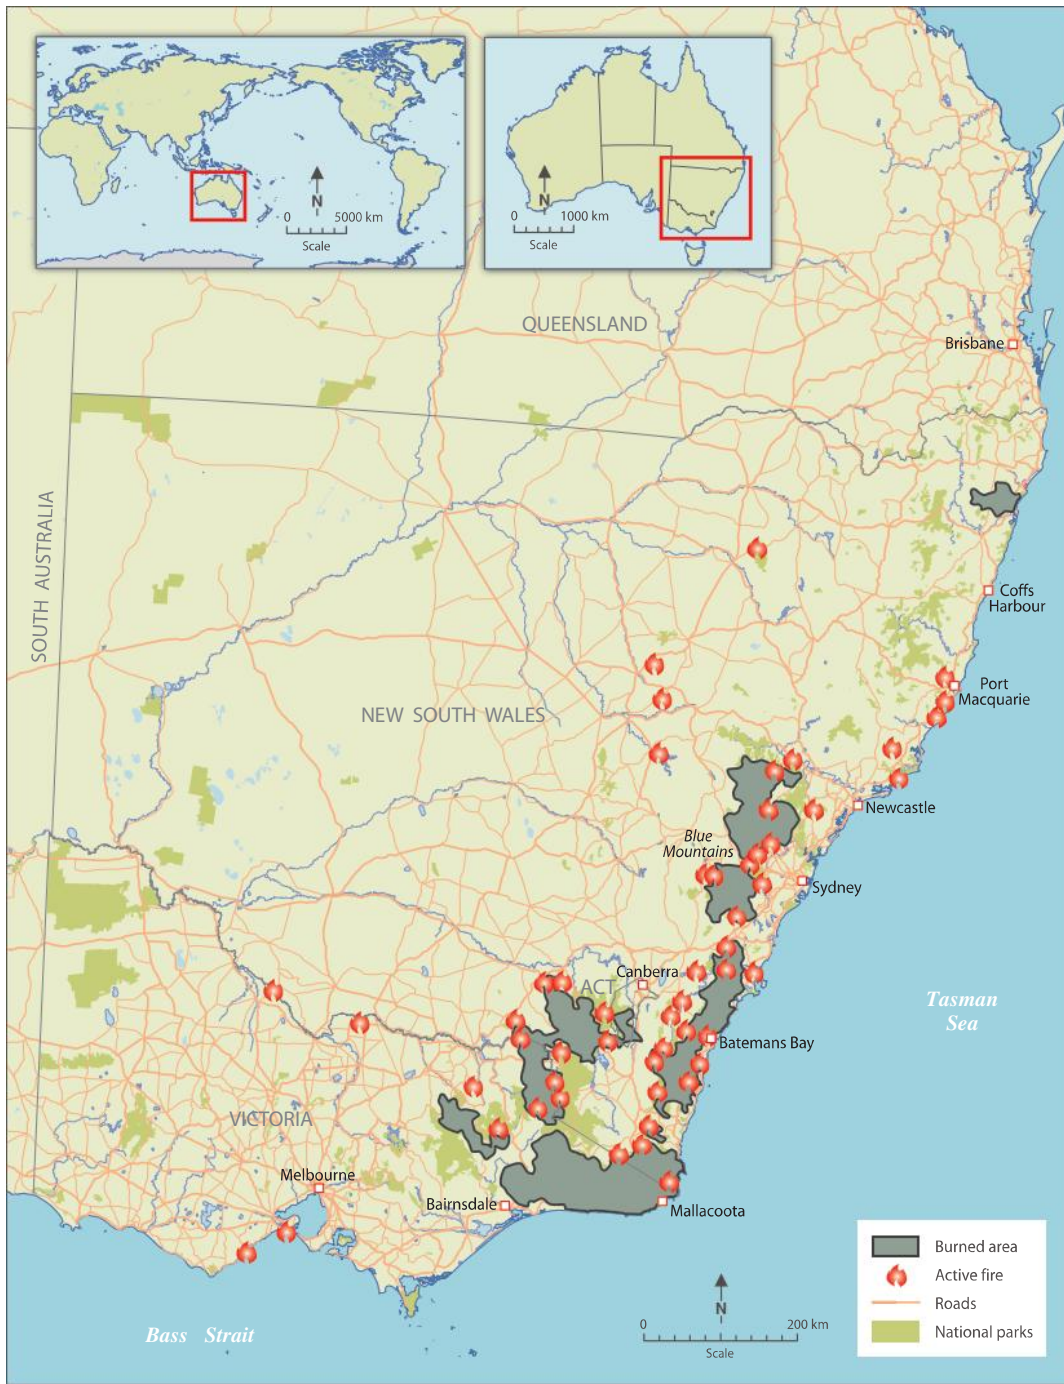 N
0
5000 km
Scale
N
0
1000 km
Scale
QUEENSLAND
Brisbane
SOUTH AUSTRALIA
Coffs
Harbour
Port
Macquarie
NEW SOUTH WALES
Newcastle
Blue
Mountains
Sydney
Canberra
ACT
Tasman
Sea
Batemans Bay
VICTORIA
Melbourne
Bairnsdale
Mallacoota
Bass Strait
N
0
200 km
Scale
Burned area
Active fire
Roads
National parks